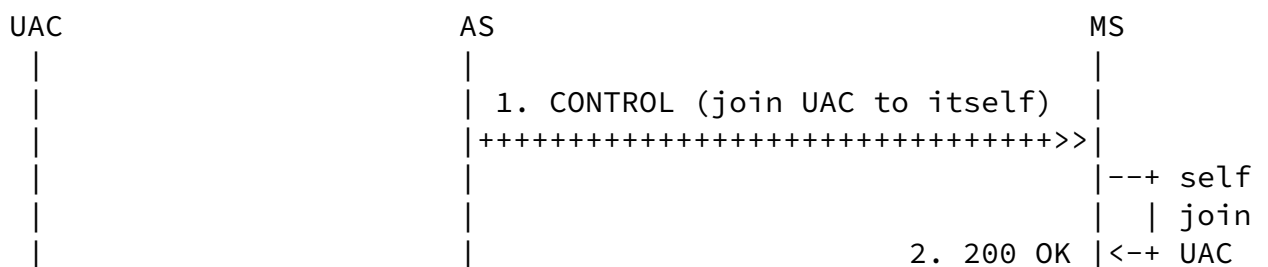 UAC                       AS                                  MS
 |                        |                                   |
 |                        | 1. CONTROL (join UAC to itself)   |
 |                        |++++++++++++++++++++++++++++++++>>|
 |                        |                                   |--+ self
 |                        |                                   |  | join
 |                        |                        2. 200 OK |<-+ UAC